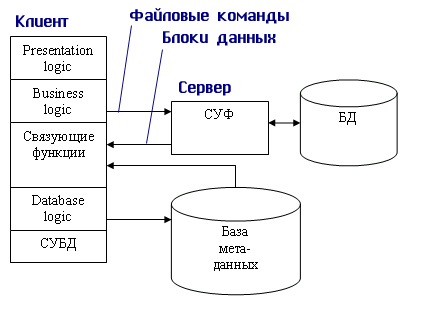 Файловые команды
Клиент
Блоки данных
Presentation
logic
Business
logic
Сервер
СУФ
БД
Связующие
функции
Database
logic
СУБД
База
мета-
данных